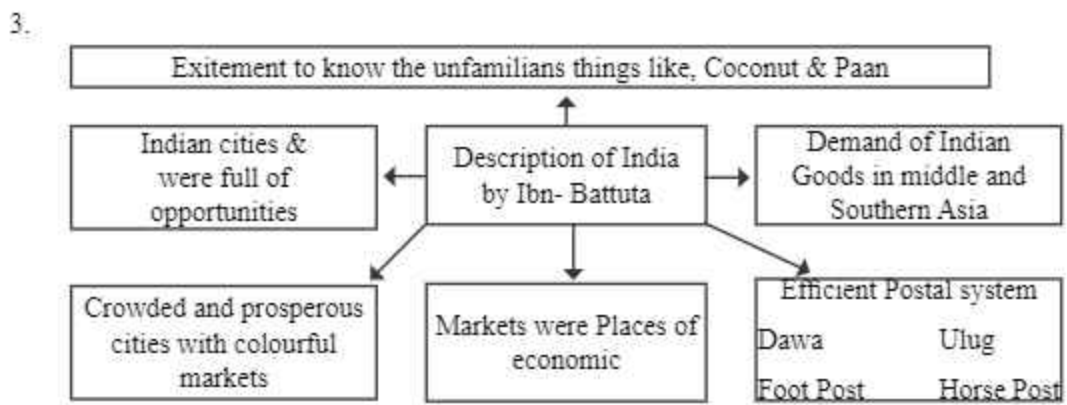 3.
Exitement to know the unfamilians things like, Coconut & Paan
Indian cities &
were full of
opportunities
Description of India
by Ibn- Battuta
Demand of Indian
Goods in middle and
Southern Asia
Crowded and prosperous
cities with colourful
markets
Markets were Places of
economic
Efficient Postal system
Dawa Ulug
Foot Post Horse Post